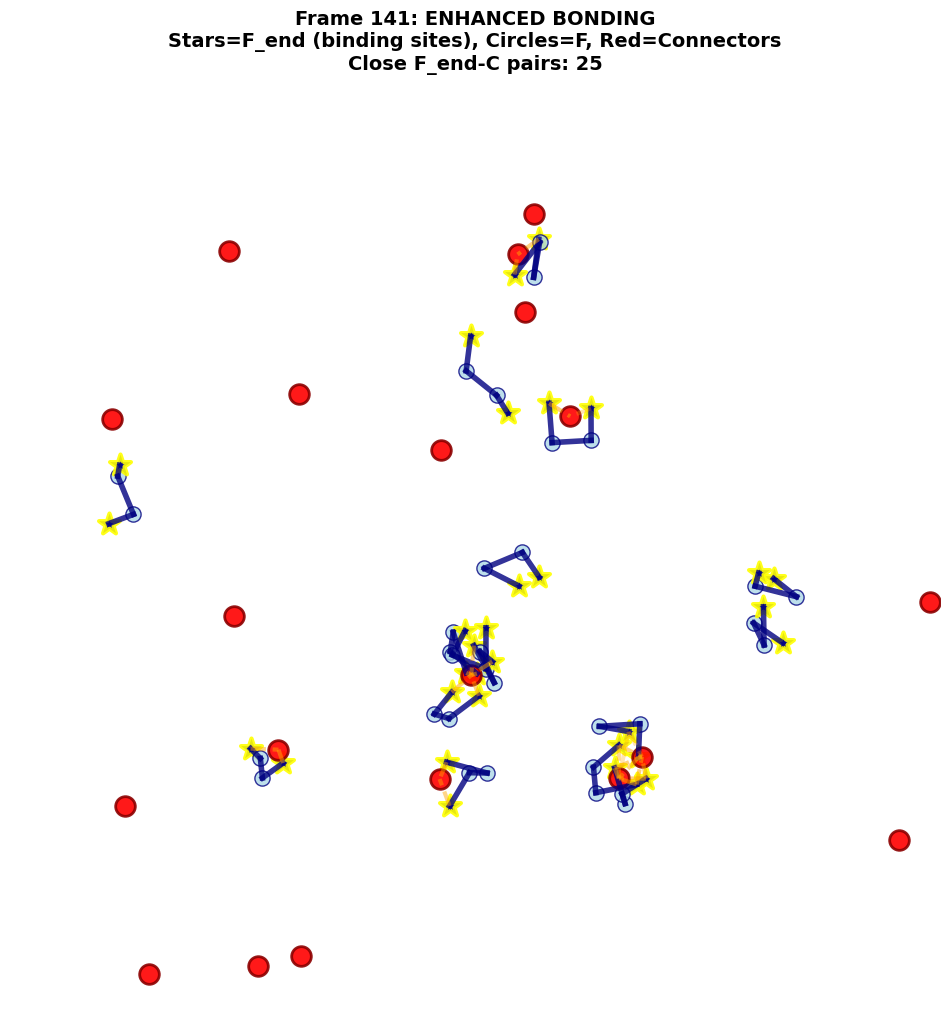 Frame 141: ENHANCED BONDING
Stars=F_end (binding sites), Circles=F, Red=Connectors
Close F_end-C pairs: 25